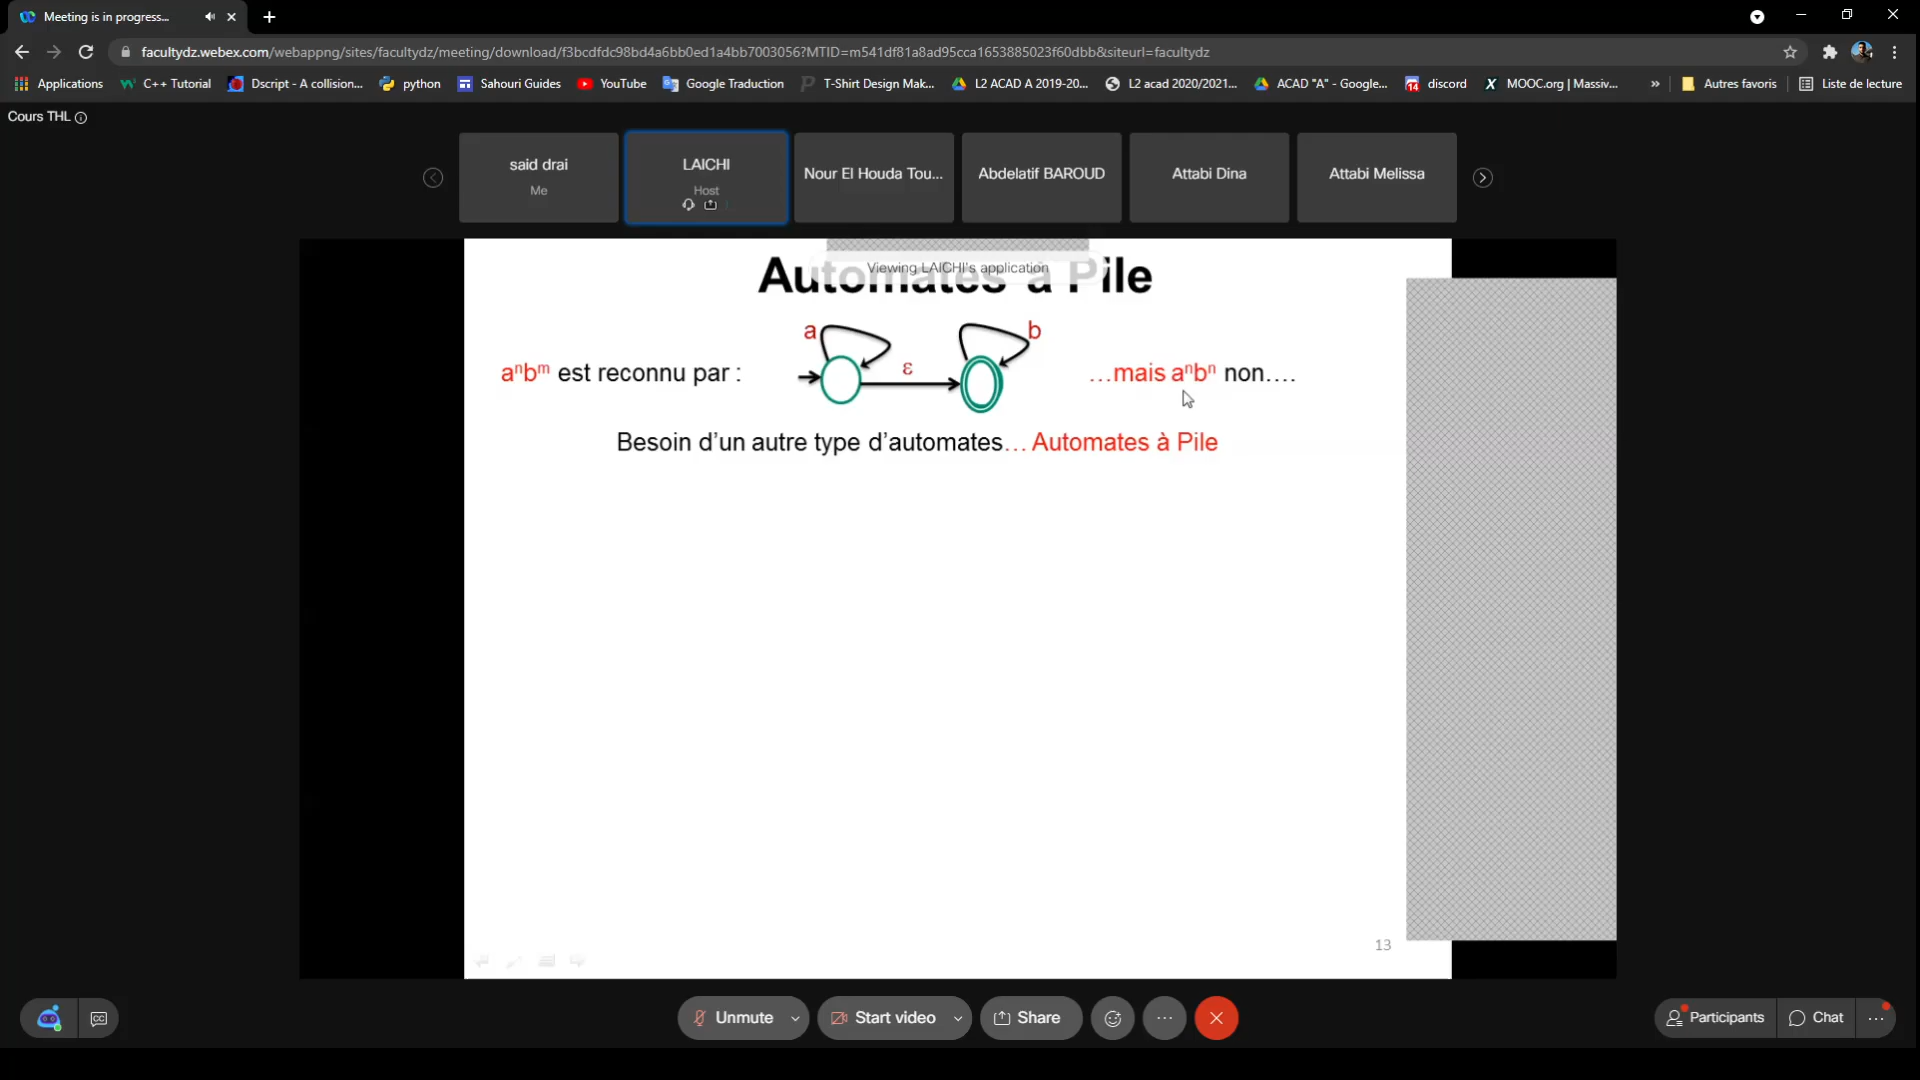 Meeting is in progress...
facultydz.webex.com/webappng/sites/facultydz/meeting/download/f3bcdfdc98bd4a6bb0ed1a4bb7003056?MTID=m541df81a8ad95cca1653885023f60dbb&siteurl=facultydz
Applications C++ Tutorial Dscript - A collision... python Sahouri Guides YouTube Google Traduction T-Shirt Design Mak... L2 ACAD A 2019-20... L2 acad 2020/2021... ACAD "A" - Google... 14 discord X MOOC.org | Massiv... » Autres favoris Liste de lecture
Cours THL
said drai
Me
LAICHI
Host
Nour El Houda Tou...
Abdelatif BAROUD
Attabi Dina
Attabi Melissa
Viewing LAICHI's application
Automates à Pile
a b
aⁿbᵐ est reconnu par : ε ...mais aⁿbⁿ non....
Besoin d'un autre type d'automates... Automates à Pile
13
CC Unmute Start video Share Participants Chat